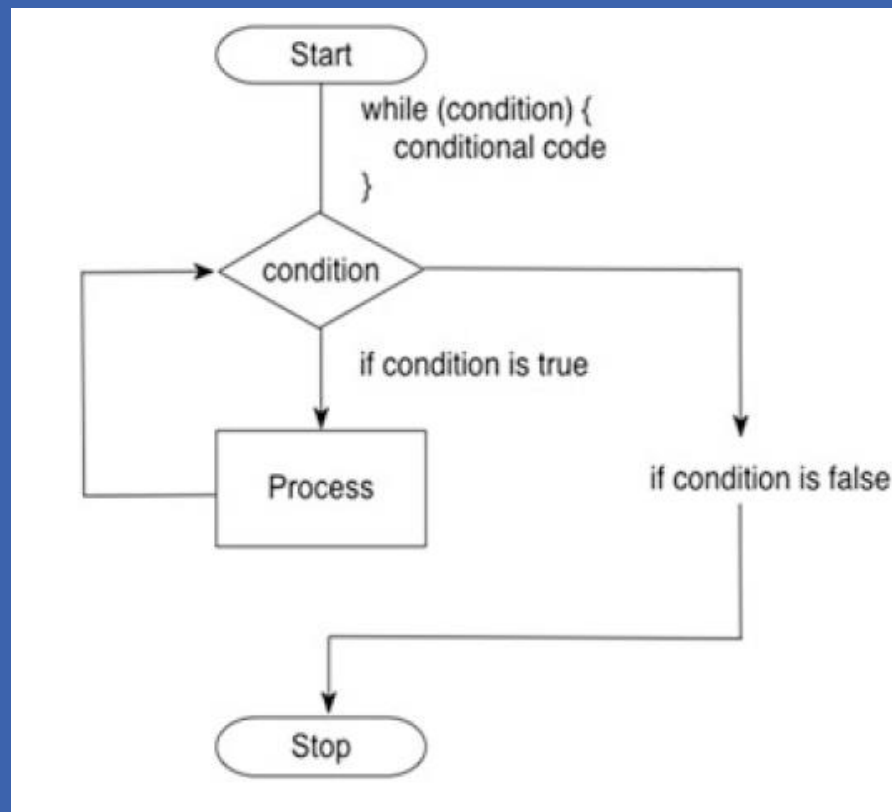 Start
while (condition) {
conditional code
}
condition
if condition is true
Process
if condition is false
Stop